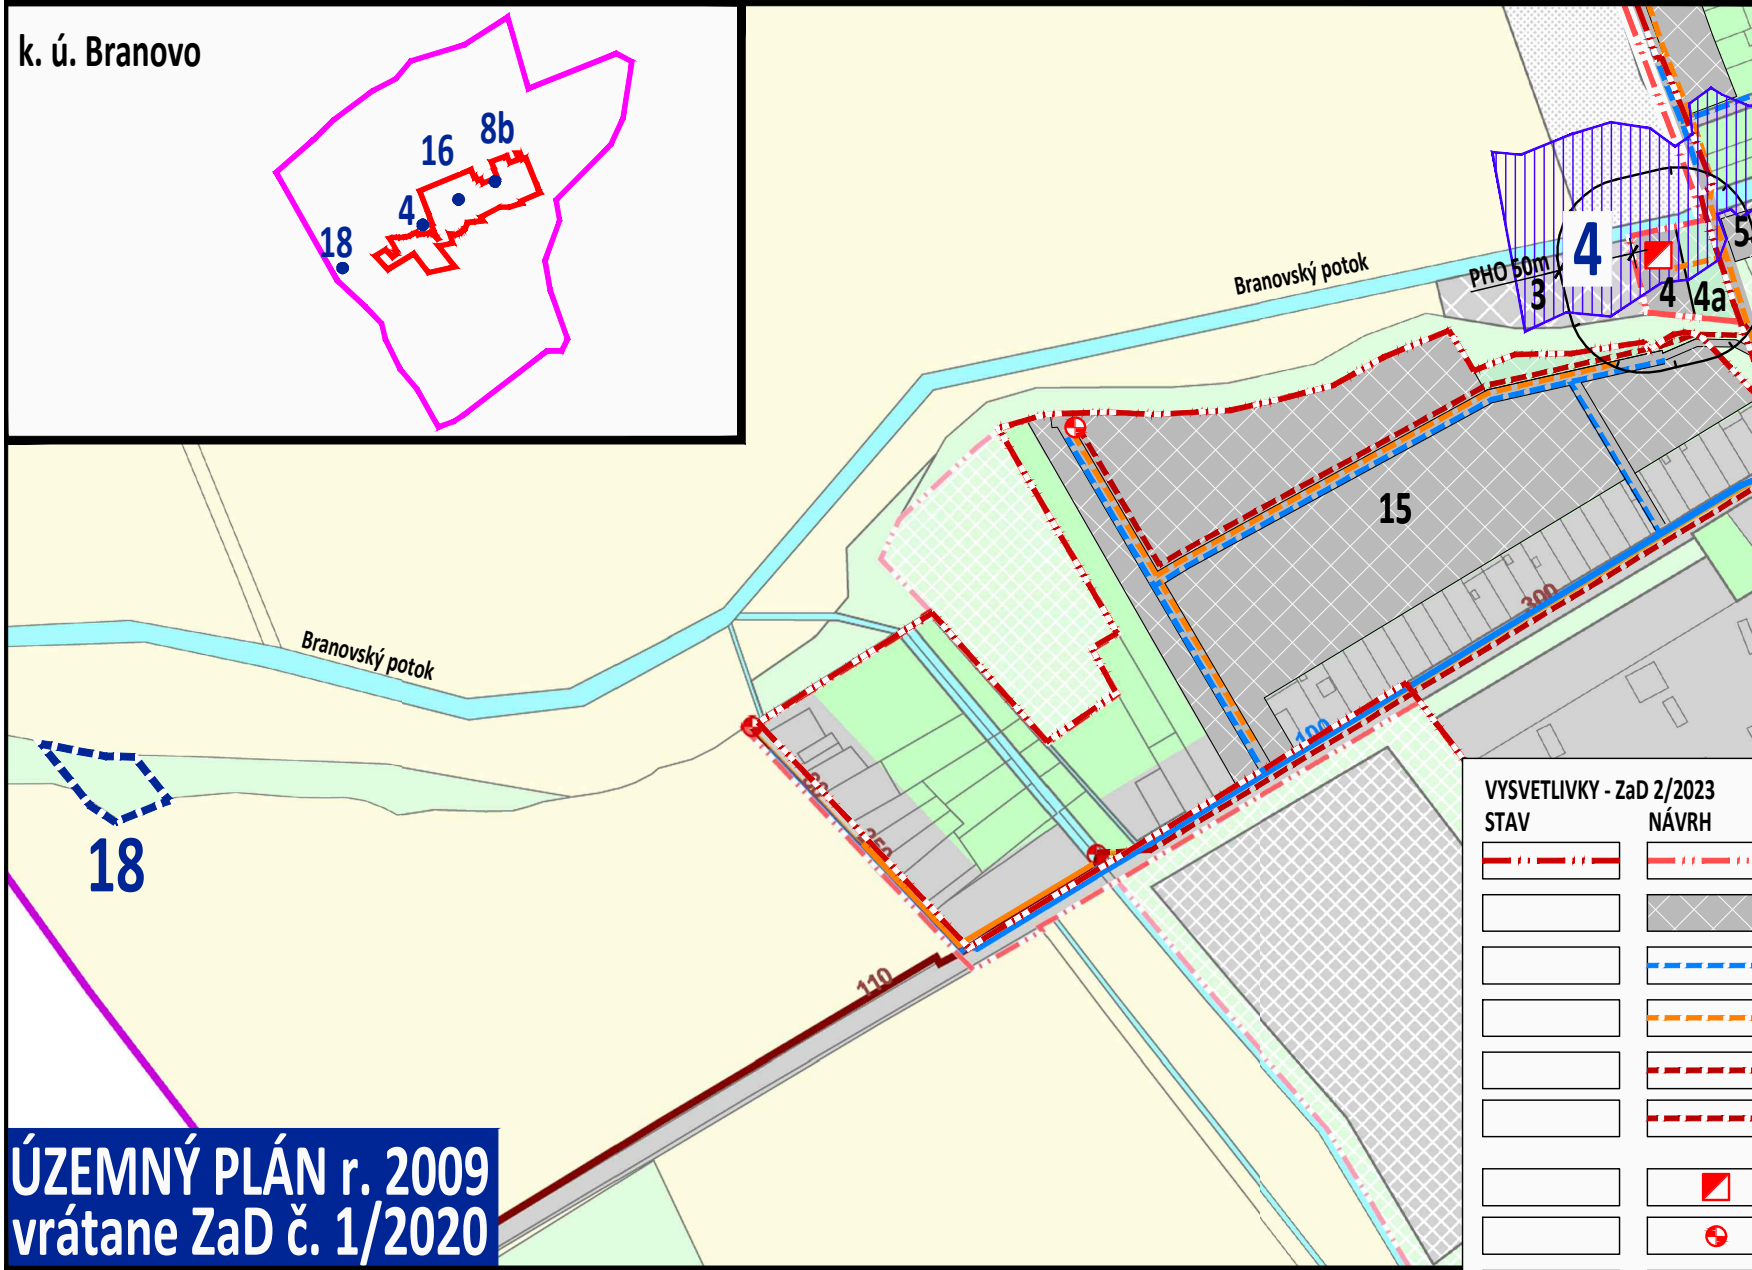 k. ú. Branovo
8b
16
4
18
Branovský potok
PHO 50m
4
5
3
4
4a
15
300
Branovský potok
100
250
18
110
VYSVETLIVKY - ZaD 2/2023
STAV
NÁVRH
ÚZEMNÝ PLÁN r. 2009
vrátane ZaD č. 1/2020